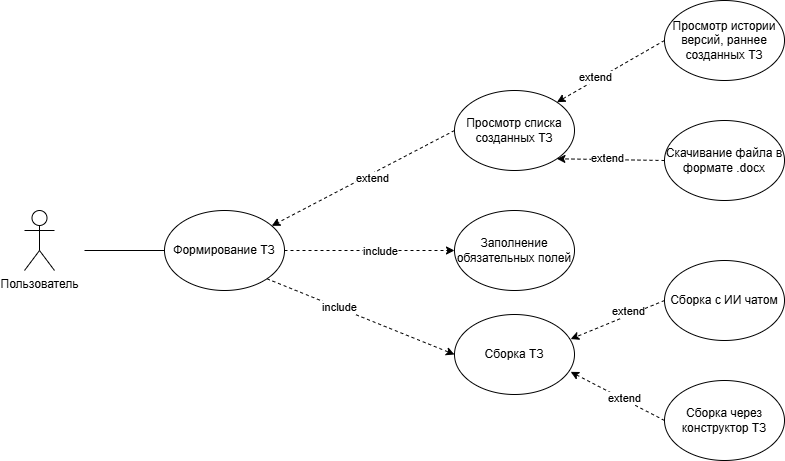 Просмотр истории
версий, раннее
созданных ТЗ
extend
Просмотр списка
созданных ТЗ
extend
Скачивание файла в
формате .docx
extend
Пользователь
Формирование ТЗ
include
Заполнение
обязательных полей
include
Сборка ТЗ
extend
Сборка с ИИ чатом
extend
Сборка через
конструктор ТЗ